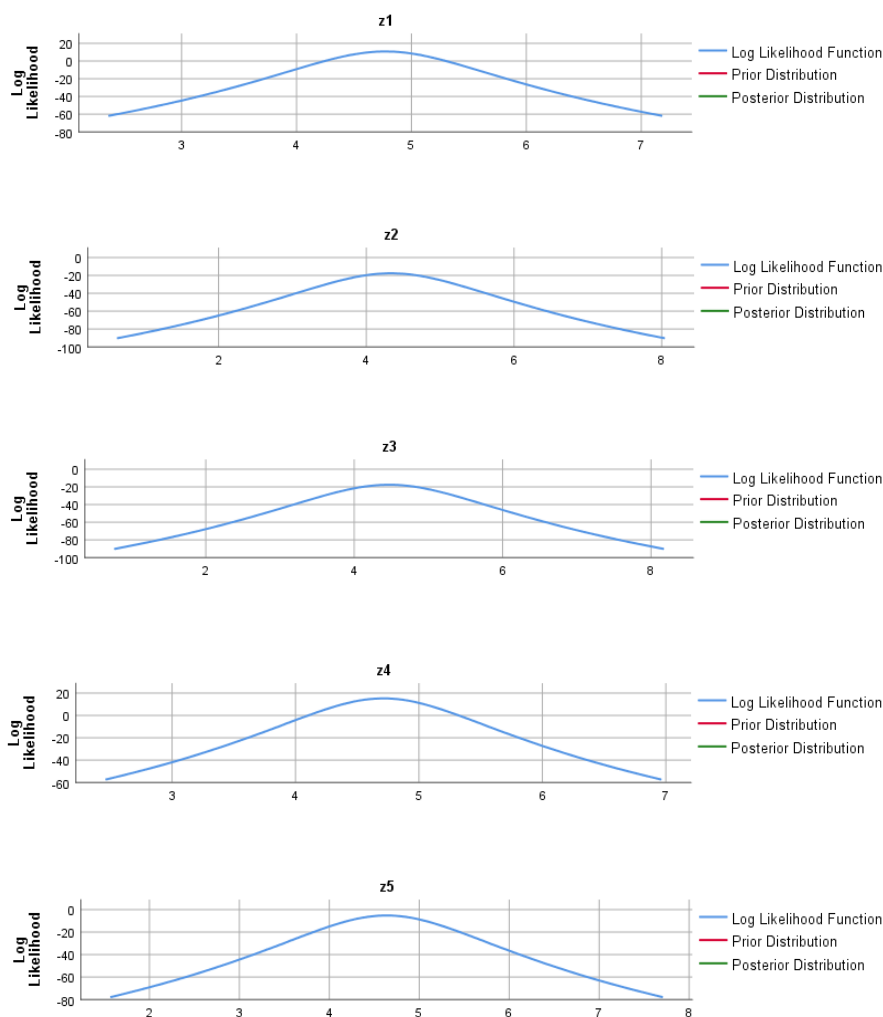 z1
Log
Likelihood
20
0
-20
-40
-60
-80
3 4 5 6 7
Log Likelihood Function
Prior Distribution
Posterior Distribution
z2
Log
Likelihood
0
-20
-40
-60
-80
-100
2 4 6 8
Log Likelihood Function
Prior Distribution
Posterior Distribution
z3
Log
Likelihood
0
-20
-40
-60
-80
-100
2 4 6 8
Log Likelihood Function
Prior Distribution
Posterior Distribution
z4
Log
Likelihood
20
0
-20
-40
-60
3 4 5 6 7
Log Likelihood Function
Prior Distribution
Posterior Distribution
z5
Log
Likelihood
0
-20
-40
-60
-80
2 3 4 5 6 7 8
Log Likelihood Function
Prior Distribution
Posterior Distribution